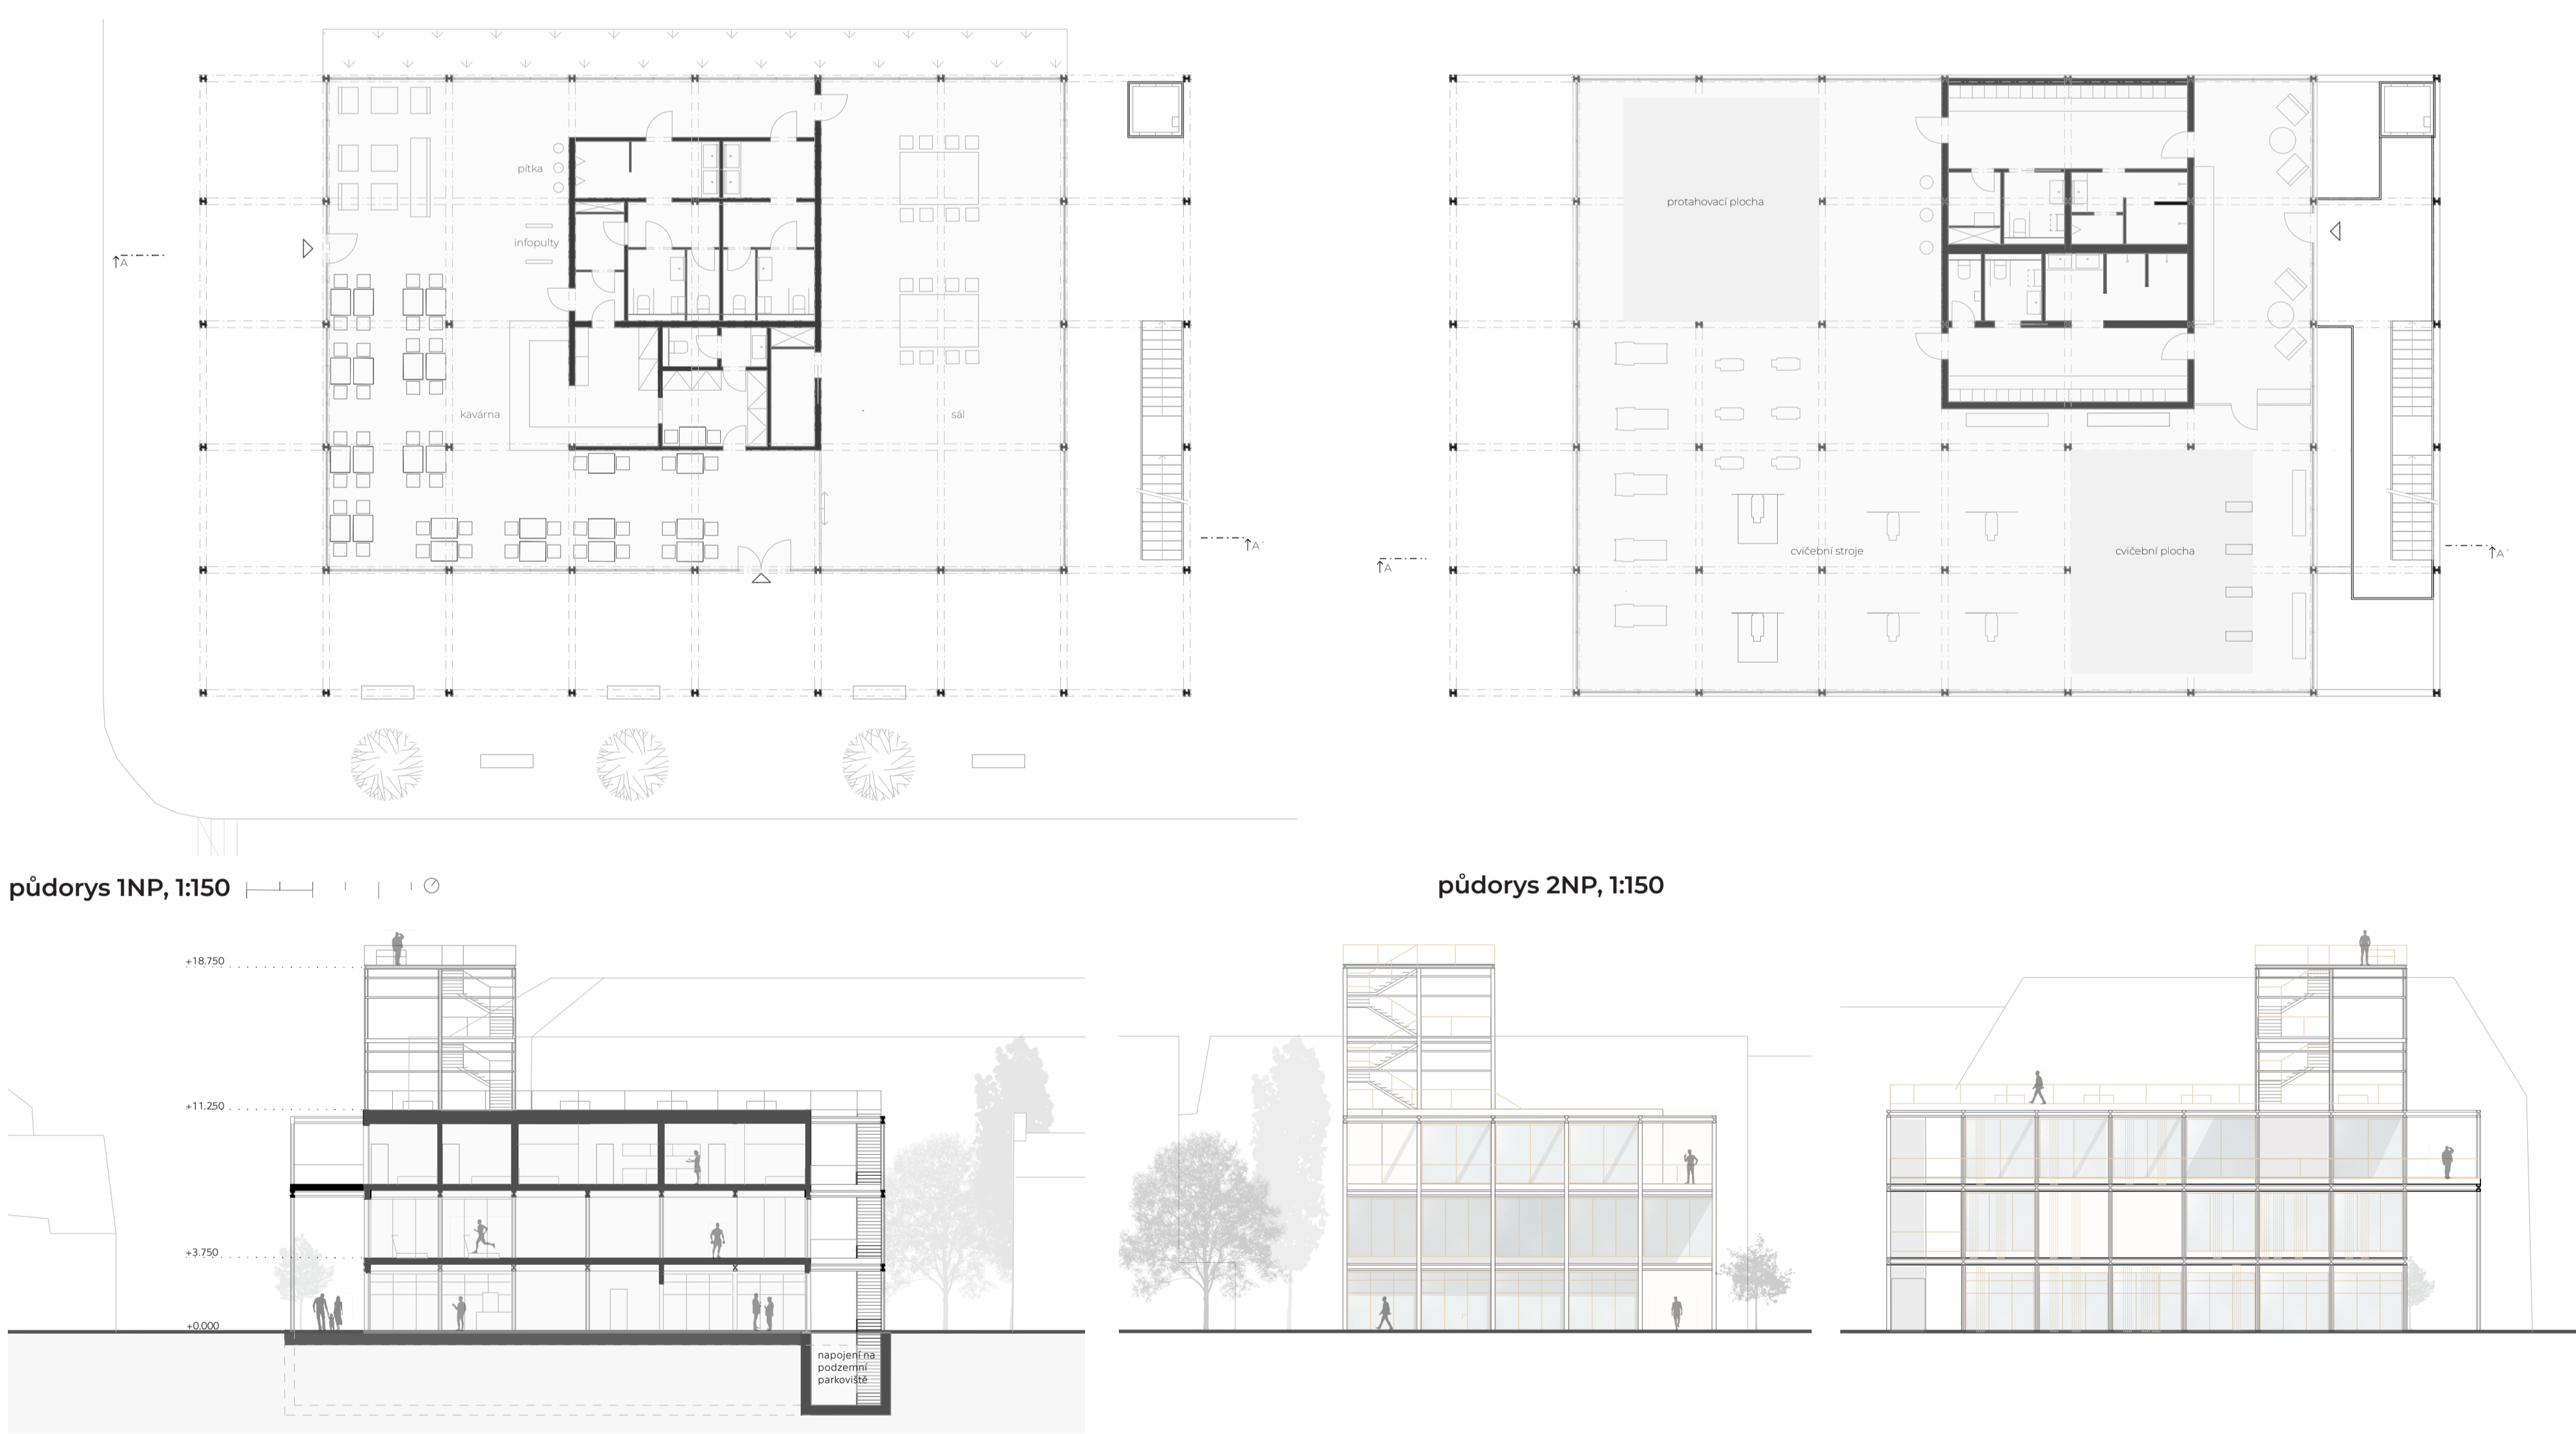 pítka
infopulty
A
kavárna
sál
A´
protahovací plocha
cvičební stroje
cvičební plocha
A
A´
půdorys 1NP, 1:150
půdorys 2NP, 1:150
+18.750
+11.250
+3.750
+0.000
napojení na
podzemní
parkoviště